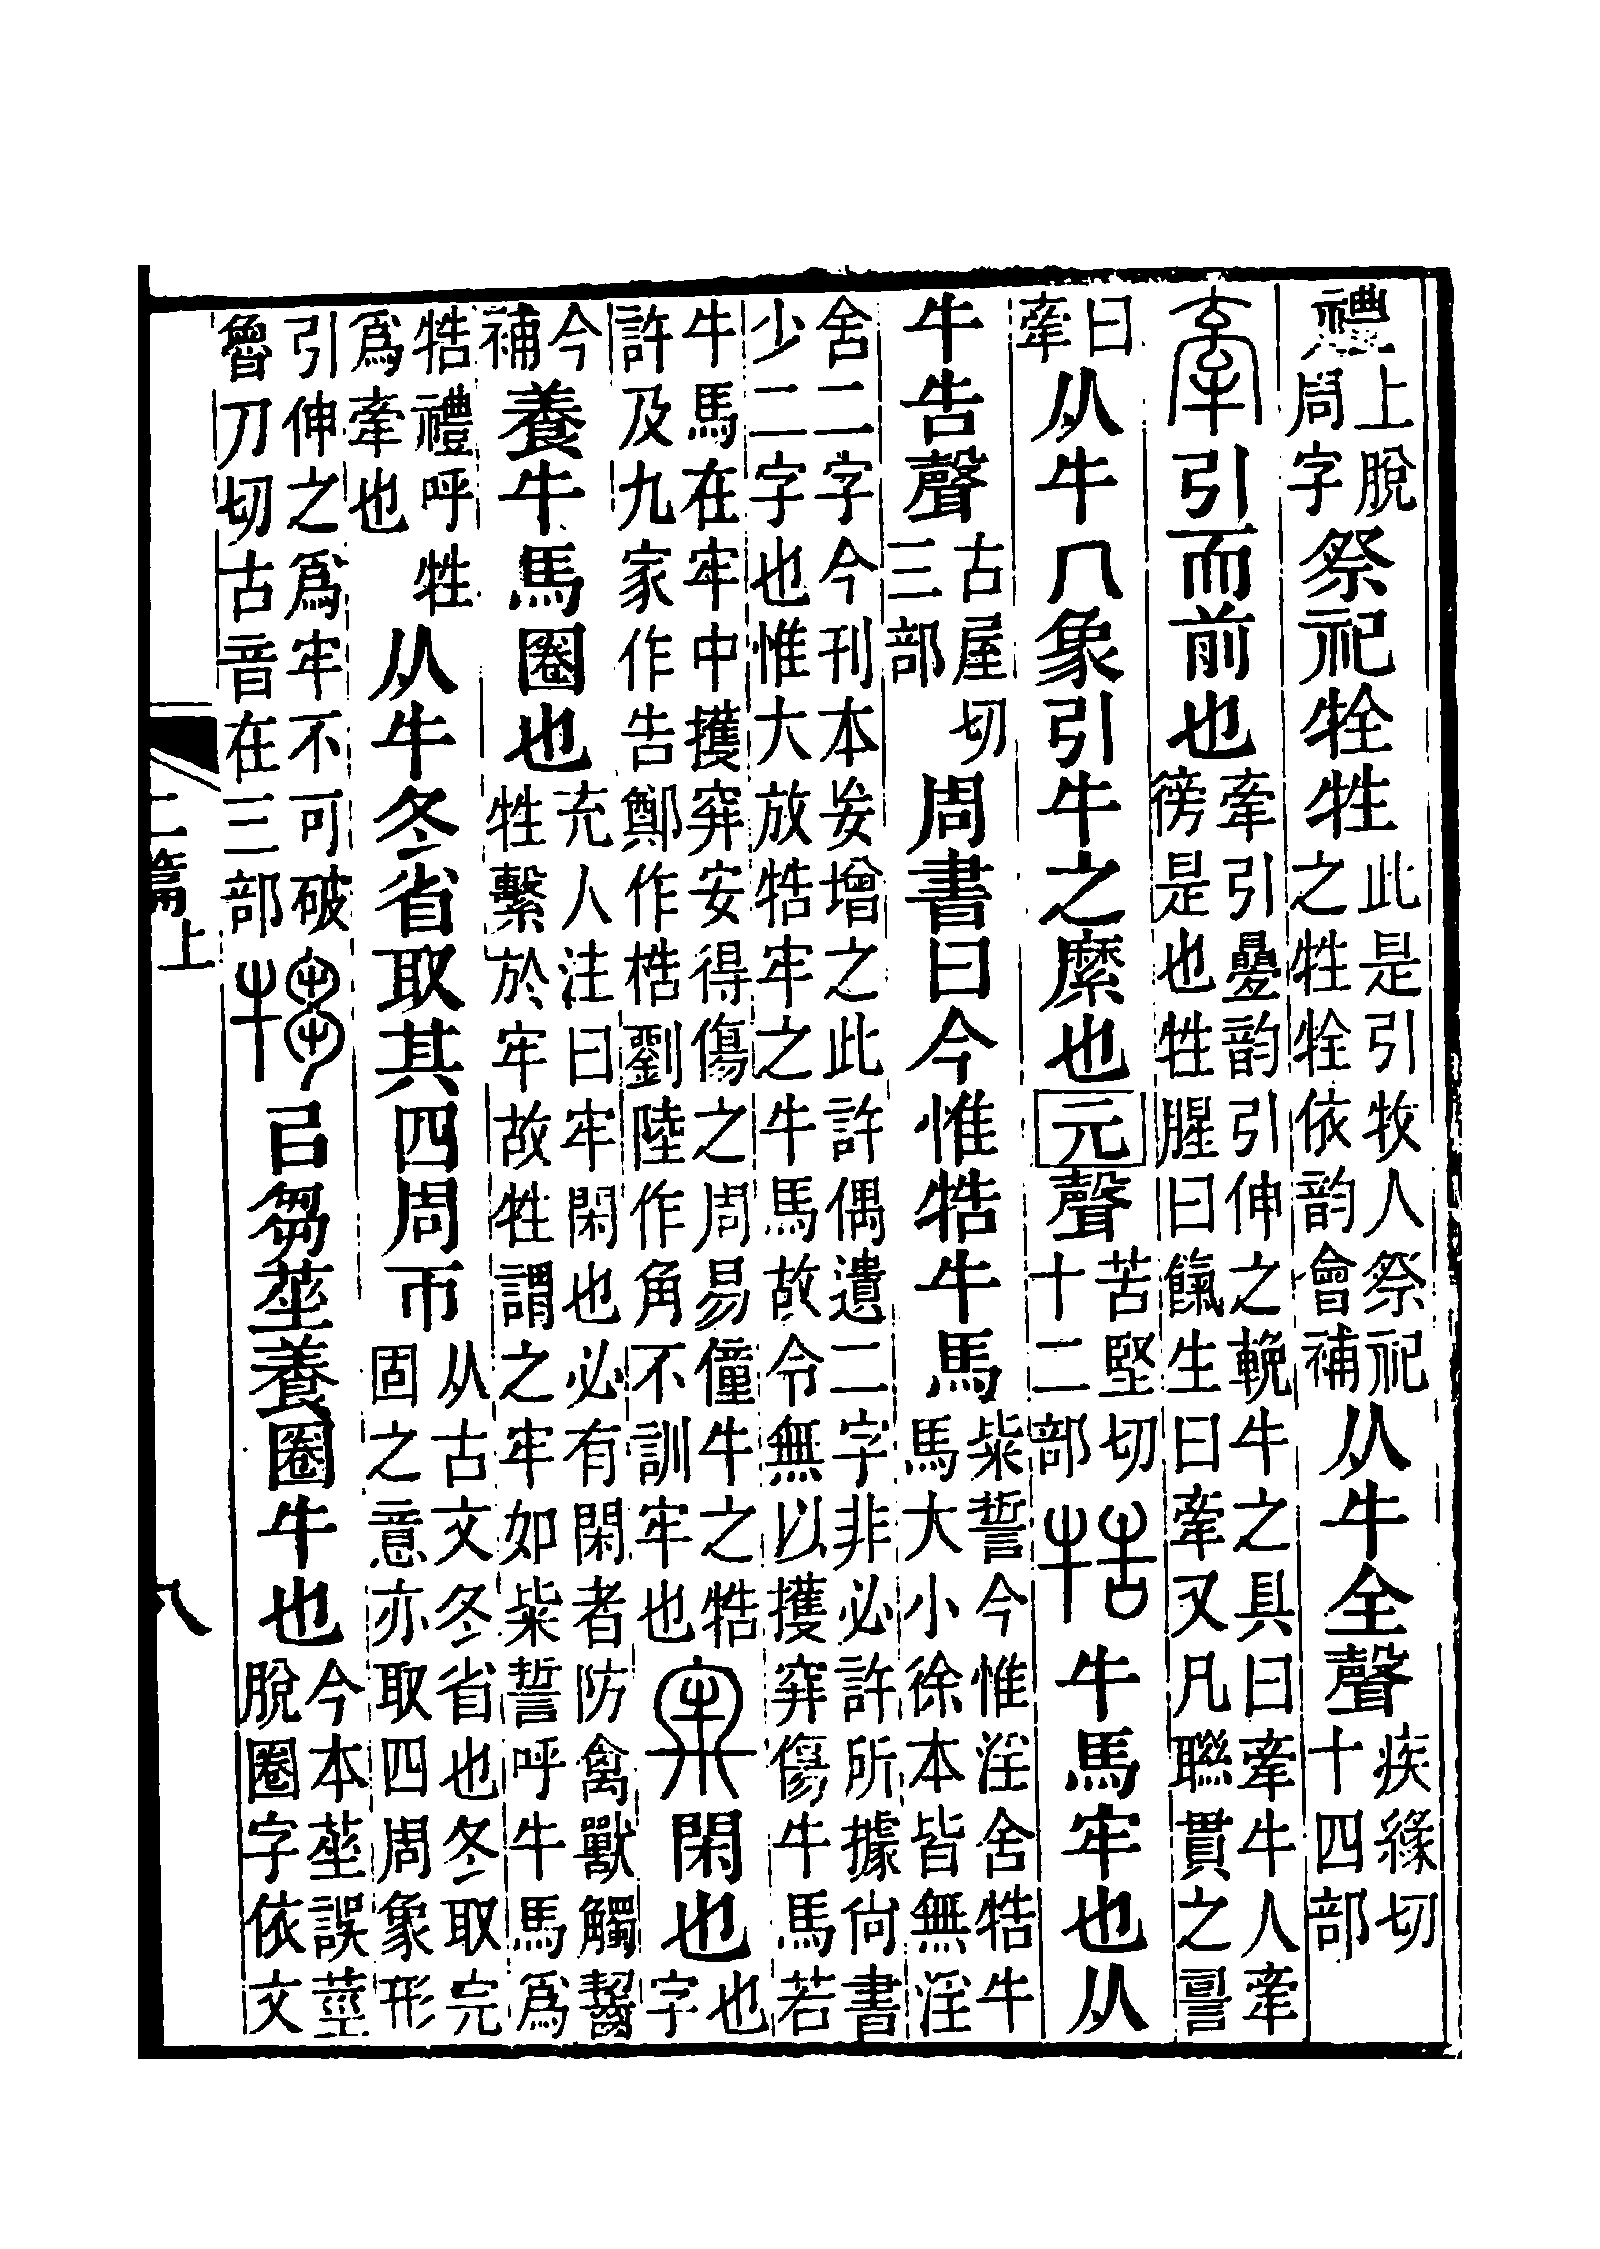 禮上脫周字祭祀牷牲此是引牧人祭祀之牲牷依韵會補从牛全聲疾緣切十四部
牽引而前也牽引㬪韵引伸之輓牛之具曰牽牛人牽徬是也牲腥曰餼生曰牽又凡聯貫之䛐
曰牽从牛冂象引牛之縻也元聲苦堅切十二部牿牛馬牢也从
牛告聲古屋切三部周書曰今惟牿牛馬粊誓今惟淫舍牿牛馬大小徐本皆無淫
舍二字今刊本妄增之此許偶遺二字非必許所據尙書少二字也惟大放牿牢之牛馬故令無以擭穽傷牛馬若
牛馬在牢中擭穽安得傷之周易僮牛之牿許及九家作告鄭作梏劉陸作角不訓牢也牢閑也也字
今補養牛馬圈也充人注曰牢閑也必有閑者防禽獸觸齧牲繫於牢故牲謂之牢如粊誓呼牛馬爲
牿禮呼牲爲牽也从牛冬省取其四周帀从古文冬省也冬取完固之意亦取四周象形
引伸之爲牢不可破魯刀切古音在三部犓㠯芻莝養圈牛也今本莝誤莖脫圈字依文
二篇上 八